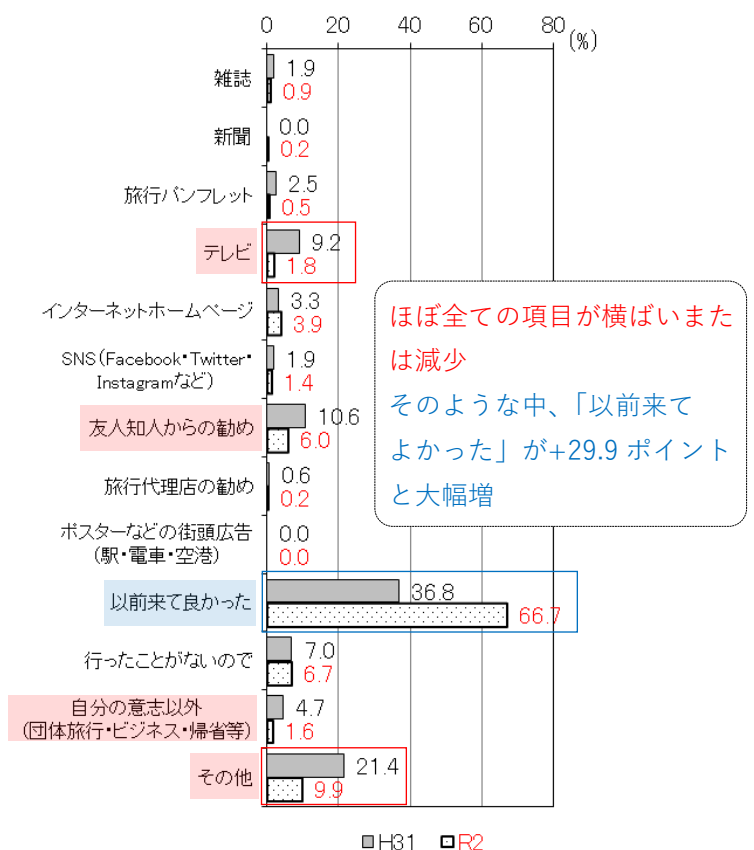 0 20 40 60 80 (%)
雑誌 1.9
0.9
新聞 0.0
0.2
旅行パンフレット 2.5
0.5
テレビ 9.2
1.8
インターネットホームページ 3.3
3.9
SNS(Facebook・Twitter・
Instagramなど) 1.9
1.4
友人知人からの勧め 10.6
6.0
旅行代理店の勧め 0.6
0.2
ポスターなどの街頭広告
(駅・電車・空港) 0.0
0.0
以前来て良かった 36.8
66.7
行ったことがないので 7.0
6.7
自分の意志以外
(団体旅行・ビジネス・帰省等) 4.7
1.6
その他 21.4
9.9
ほぼ全ての項目が横ばいまた
は減少
そのような中、「以前来て
よかった」が+29.9 ポイント
と大幅増
H31 R2